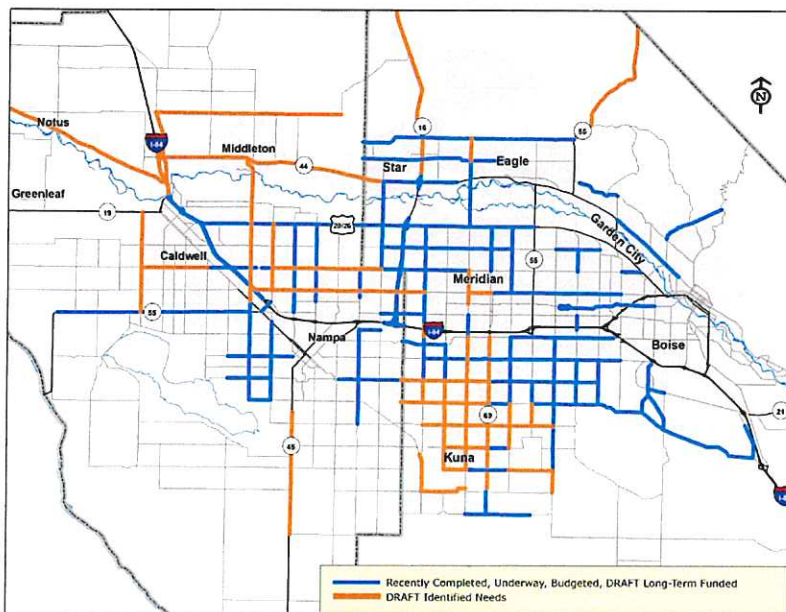 N
Notus
I-84
Middleton
16
55
44
Star
Eagle
Greenleaf
19
20/26
Garden City
Caldwell
Meridian
55
55
Nampa
I-84
Boise
69
21
45
Kuna
Recently Completed, Underway, Budgeted, DRAFT Long-Term Funded
DRAFT Identified Needs